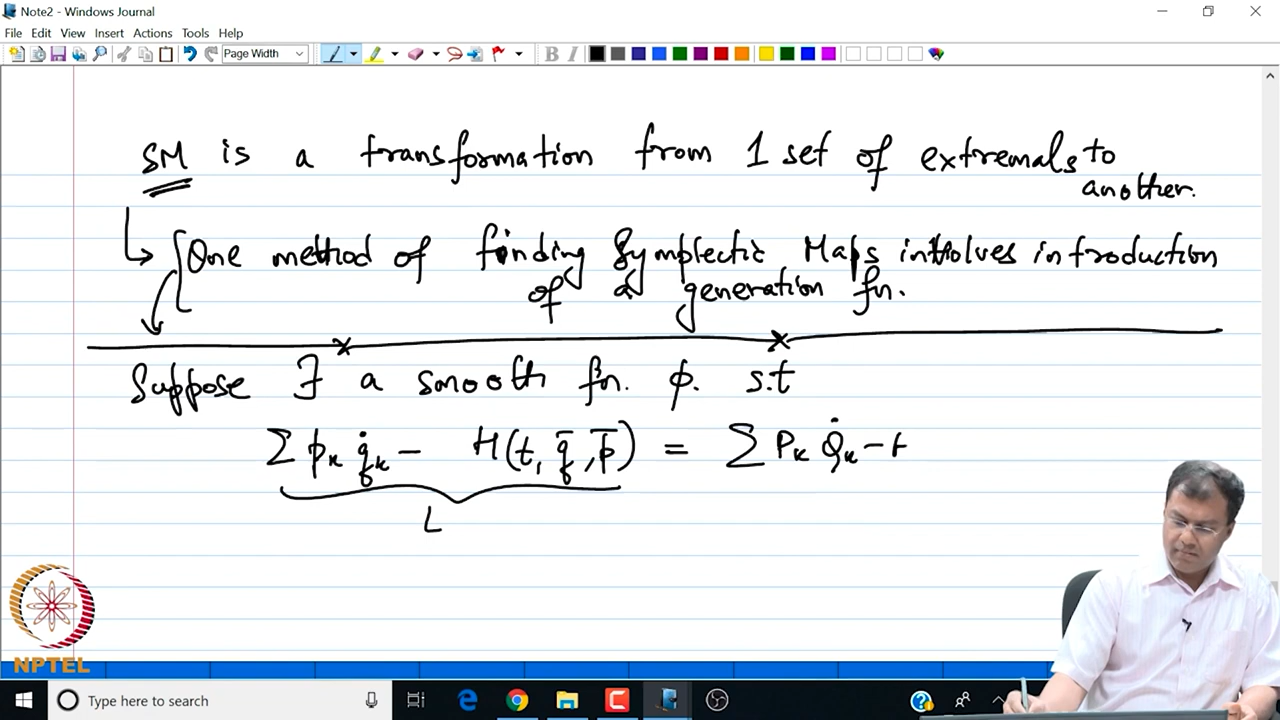 Note2 - Windows Journal
File Edit View Insert Actions Tools Help
Page Width
B I
SM is a transformation from 1 set of extremals to
another.
One method of finding Symplectic Maps involves introduction
of a generation fn.
Suppose ∃ a smooth fn. φ. s.t
Σ pₖ q̇ₖ - H(t, q̄, p̄) = Σ Pₖ Q̇ₖ -
L
NPTEL
Type here to search